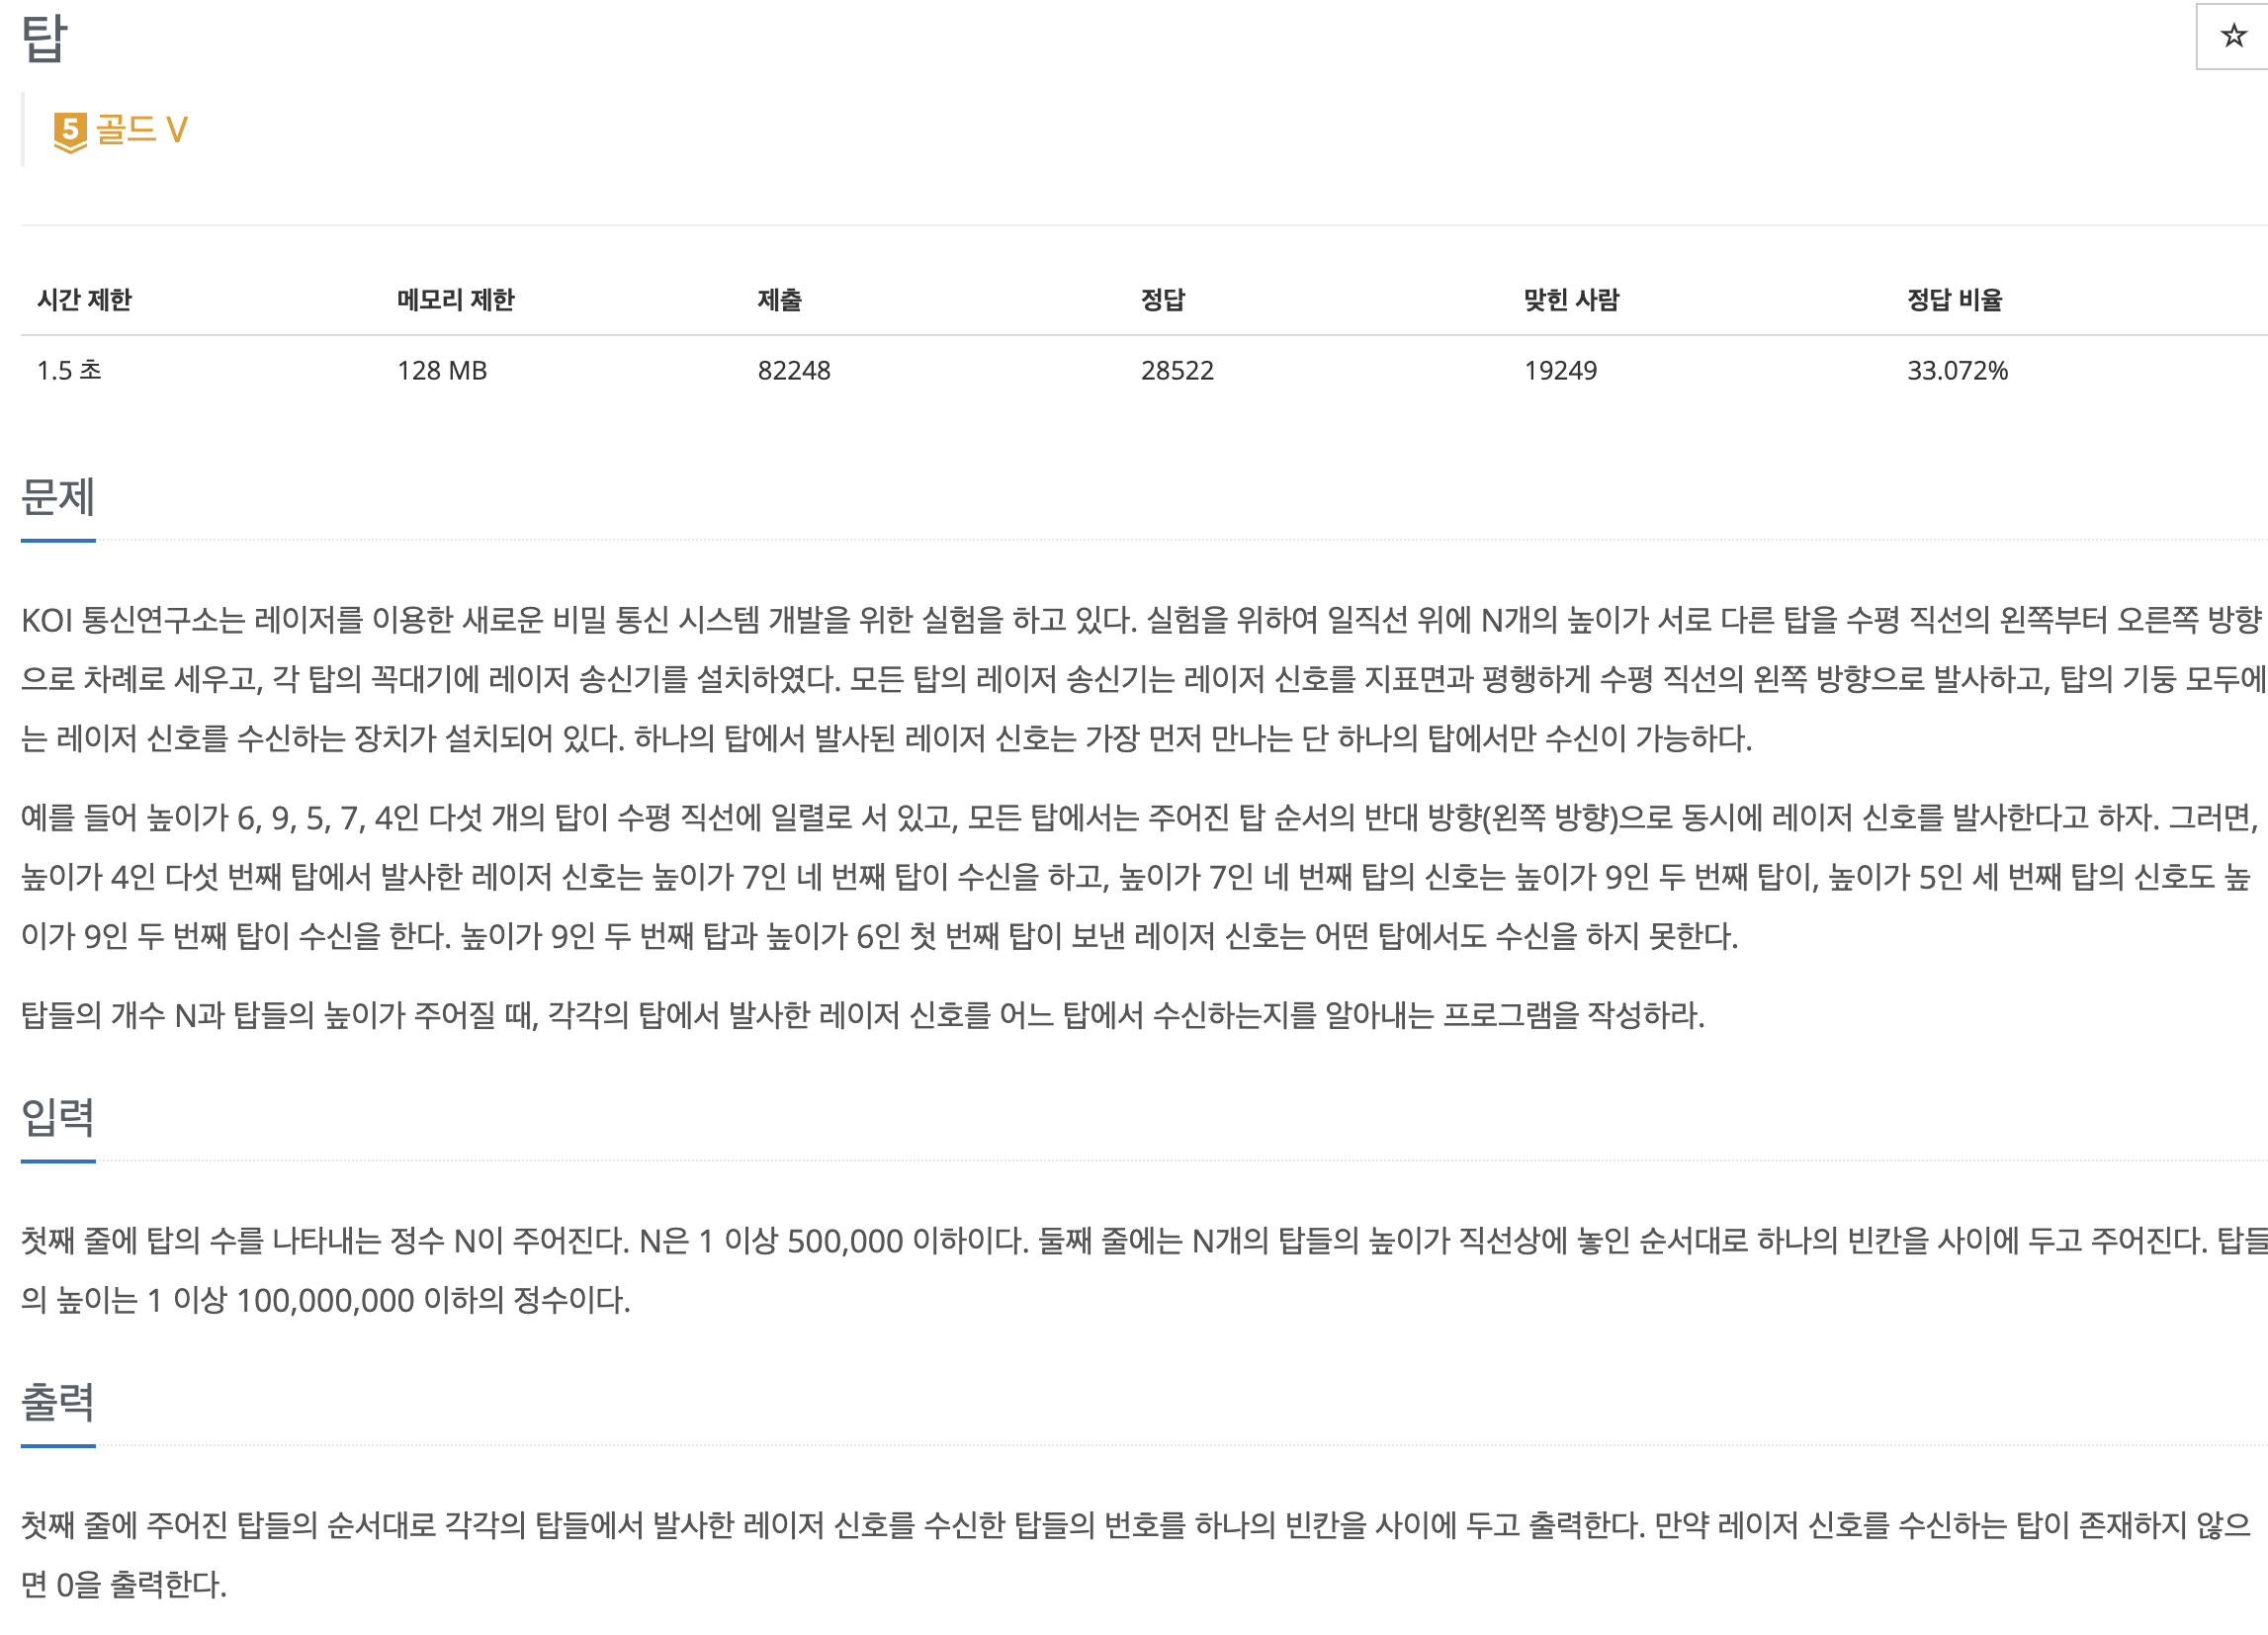 탑
5 골드 V
시간 제한 메모리 제한 제출 정답 맞힌 사람 정답 비율
1.5 초 128 MB 82248 28522 19249 33.072%
문제
KOI 통신연구소는 레이저를 이용한 새로운 비밀 통신 시스템 개발을 위한 실험을 하고 있다. 실험을 위하여 일직선 위에 N개의 높이가 서로 다른 탑을 수평 직선의 왼쪽부터 오른쪽 방향
으로 차례로 세우고, 각 탑의 꼭대기에 레이저 송신기를 설치하였다. 모든 탑의 레이저 송신기는 레이저 신호를 지표면과 평행하게 수평 직선의 왼쪽 방향으로 발사하고, 탑의 기둥 모두에
는 레이저 신호를 수신하는 장치가 설치되어 있다. 하나의 탑에서 발사된 레이저 신호는 가장 먼저 만나는 단 하나의 탑에서만 수신이 가능하다.
예를 들어 높이가 6, 9, 5, 7, 4인 다섯 개의 탑이 수평 직선에 일렬로 서 있고, 모든 탑에서는 주어진 탑 순서의 반대 방향(왼쪽 방향)으로 동시에 레이저 신호를 발사한다고 하자. 그러면,
높이가 4인 다섯 번째 탑에서 발사한 레이저 신호는 높이가 7인 네 번째 탑이 수신을 하고, 높이가 7인 네 번째 탑의 신호는 높이가 9인 두 번째 탑이, 높이가 5인 세 번째 탑의 신호도 높
이가 9인 두 번째 탑이 수신을 한다. 높이가 9인 두 번째 탑과 높이가 6인 첫 번째 탑이 보낸 레이저 신호는 어떤 탑에서도 수신을 하지 못한다.
탑들의 개수 N과 탑들의 높이가 주어질 때, 각각의 탑에서 발사한 레이저 신호를 어느 탑에서 수신하는지를 알아내는 프로그램을 작성하라.
입력
첫째 줄에 탑의 수를 나타내는 정수 N이 주어진다. N은 1 이상 500,000 이하이다. 둘째 줄에는 N개의 탑들의 높이가 직선상에 놓인 순서대로 하나의 빈칸을 사이에 두고 주어진다. 탑들
의 높이는 1 이상 100,000,000 이하의 정수이다.
출력
첫째 줄에 주어진 탑들의 순서대로 각각의 탑들에서 발사한 레이저 신호를 수신한 탑들의 번호를 하나의 빈칸을 사이에 두고 출력한다. 만약 레이저 신호를 수신하는 탑이 존재하지 않으
면 0을 출력한다.